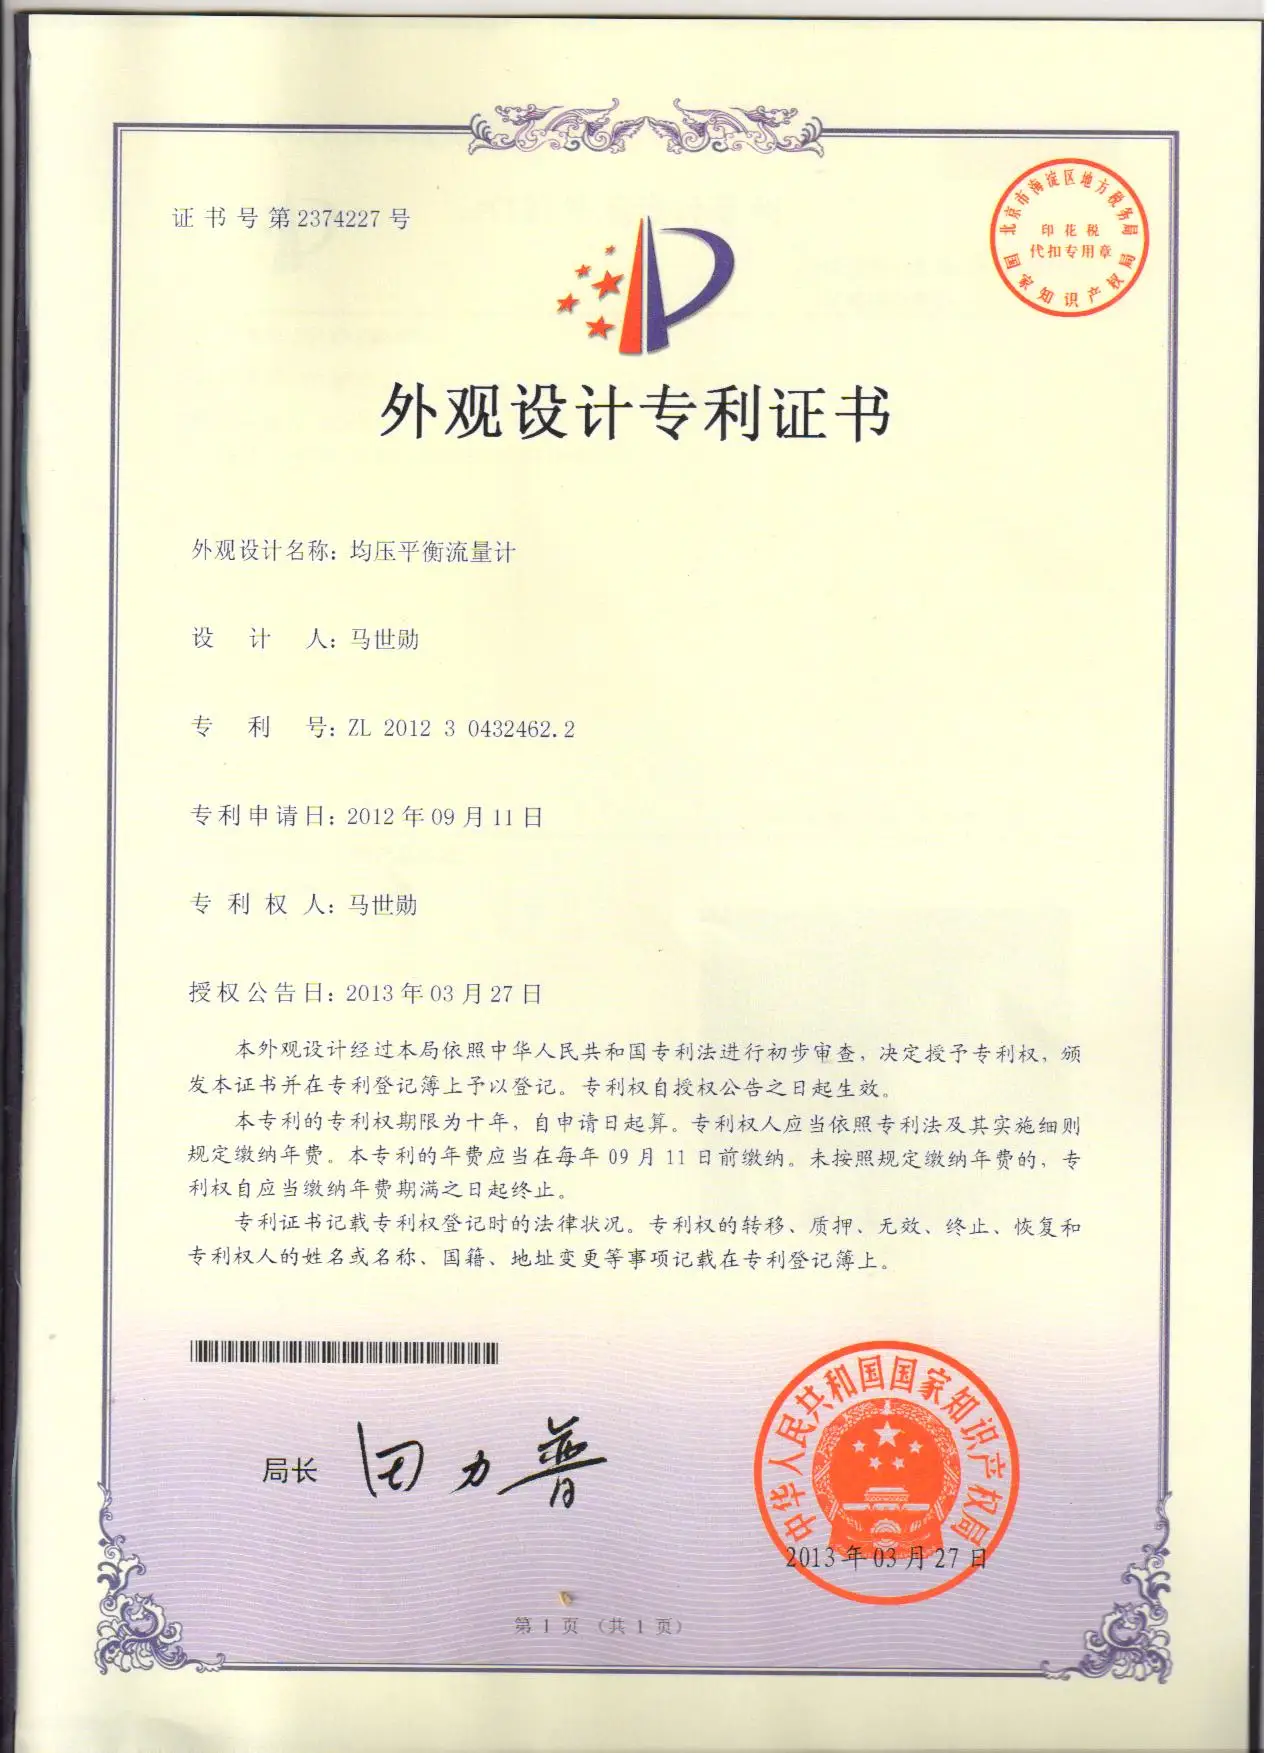 证书号第2374227号
北京市海淀区地方税务局
印花税
代扣专用章
国家知识产权局
外观设计专利证书
外观设计名称：均压平衡流量计
设计人：马世勋
专利号：ZL 2012 3 0432462.2
专利申请日：2012年09月11日
专利权人：马世勋
授权公告日：2013年03月27日
本外观设计经过本局依照中华人民共和国专利法进行初步审查，决定授予专利权，颁
发本证书并在专利登记簿上予以登记。专利权自授权公告之日起生效。
本专利的专利权期限为十年，自申请日起算。专利权人应当依照专利法及其实施细则
规定缴纳年费。本专利的年费应当在每年09月11日前缴纳。未按照规定缴纳年费的，专
利权自应当缴纳年费期满之日起终止。
专利证书记载专利权登记时的法律状况。专利权的转移、质押、无效、终止、恢复和
专利权人的姓名或名称、国籍、地址变更等事项记载在专利登记簿上。
局长 田力普
中华人民共和国国家知识产权局
2013年03月27日
第1页（共1页）